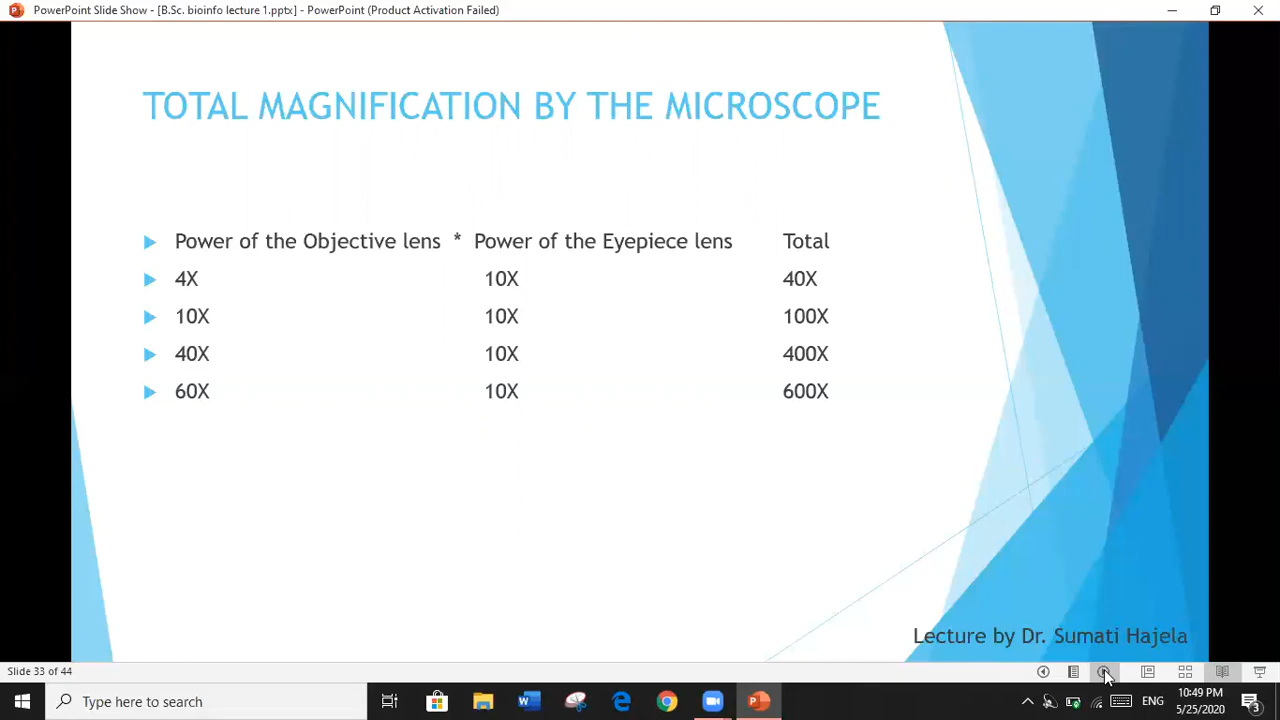 PowerPoint Slide Show - [B.Sc. bioinfo lecture 1.pptx] - PowerPoint (Product Activation Failed)
TOTAL MAGNIFICATION BY THE MICROSCOPE
Power of the Objective lens * Power of the Eyepiece lens Total
4X 10X 40X
10X 10X 100X
40X 10X 400X
60X 10X 600X
Lecture by Dr. Sumati Hajela
Slide 33 of 44
Type here to search
ENG
10:49 PM
5/25/2020
3